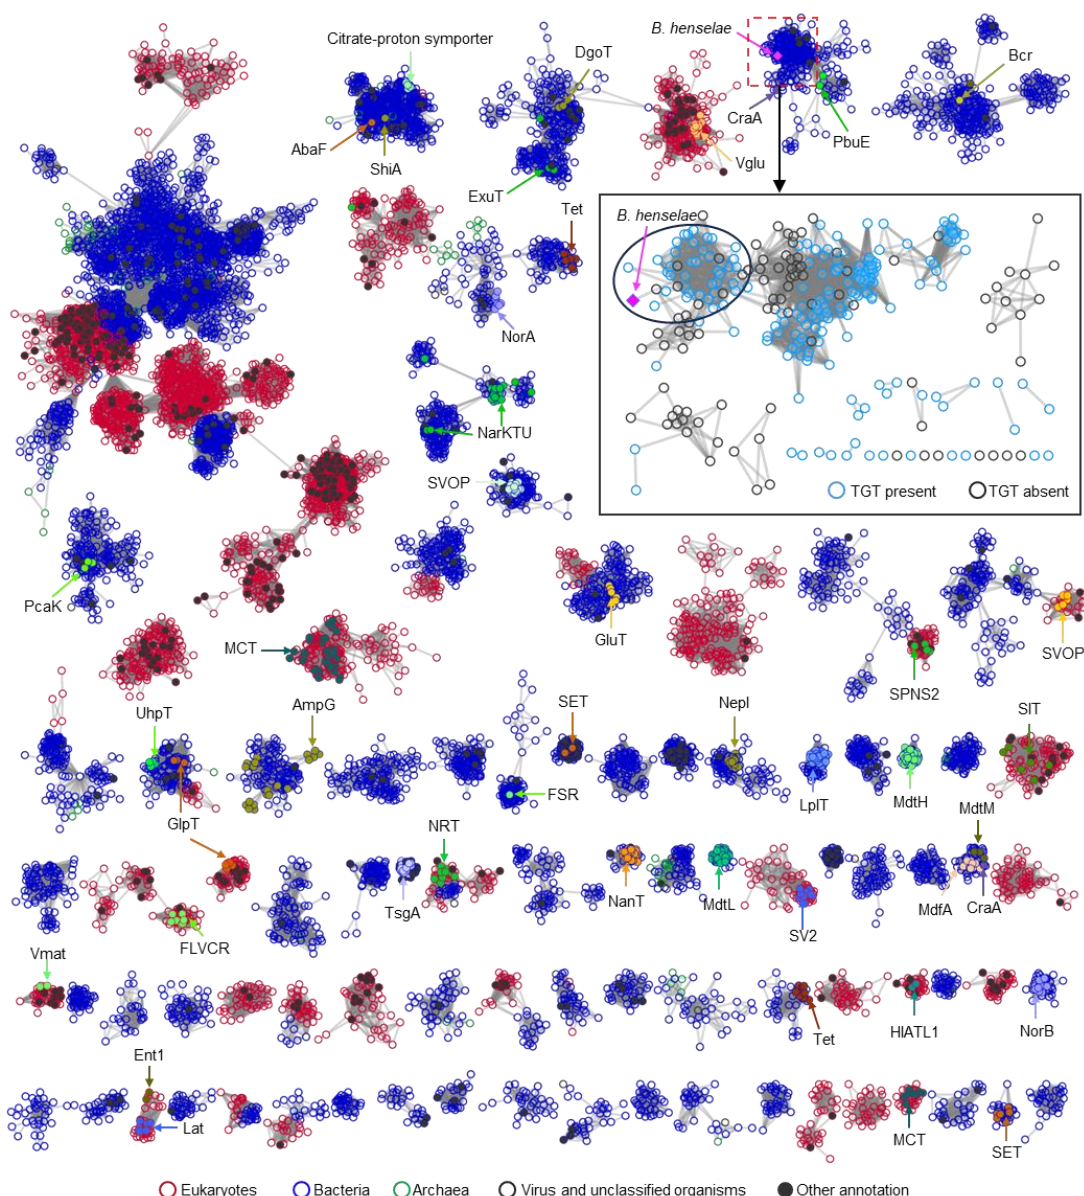 Citrate-proton symporter
DgoT
B. henselae
Bcr
AbaF
ShiA
CraA
PbuE
Vglu
ExuT
Tet
B. henselae
NorA
NarKTU
SVOP
TGT present
TGT absent
PcaK
GluT
MCT
SVOP
SPNS2
UhpT
AmpG
SET
NepI
SIT
FSR
LplT
MdtH
MdtM
GlpT
NRT
TsgA
NanT
MdtL
MdfA
CraA
FLVCR
SV2
Vmat
Tet
HIATL1
NorB
Ent1
Lat
MCT
SET
Eukaryotes
Bacteria
Archaea
Virus and unclassified organisms
Other annotation